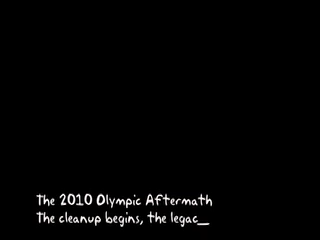 The 2010 Olympic Aftermath
The cleanup begins, the legac_